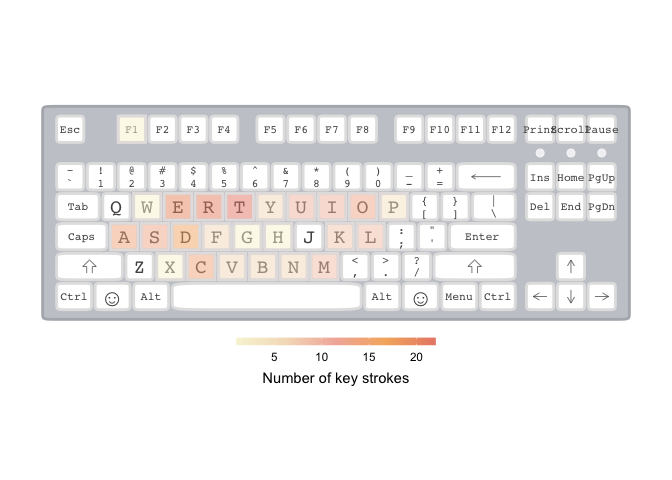 Esc F1 F2 F3 F4 F5 F6 F7 F8 F9 F10 F11 F12 Print Scroll Pause
~ ! @ # $ % ^ & * ( ) _ +
` 1 2 3 4 5 6 7 8 9 0 - = ← Ins Home PgUp
Tab Q W E R T Y U I O P { } | Del End PgDn
[ ] \
Caps A S D F G H J K L : " Enter
; '
⇧ Z X C V B N M < > ? ⇧ ↑
, . /
Ctrl ☺ Alt Alt ☺ Menu Ctrl ← ↓ →
5 10 15 20
Number of key strokes